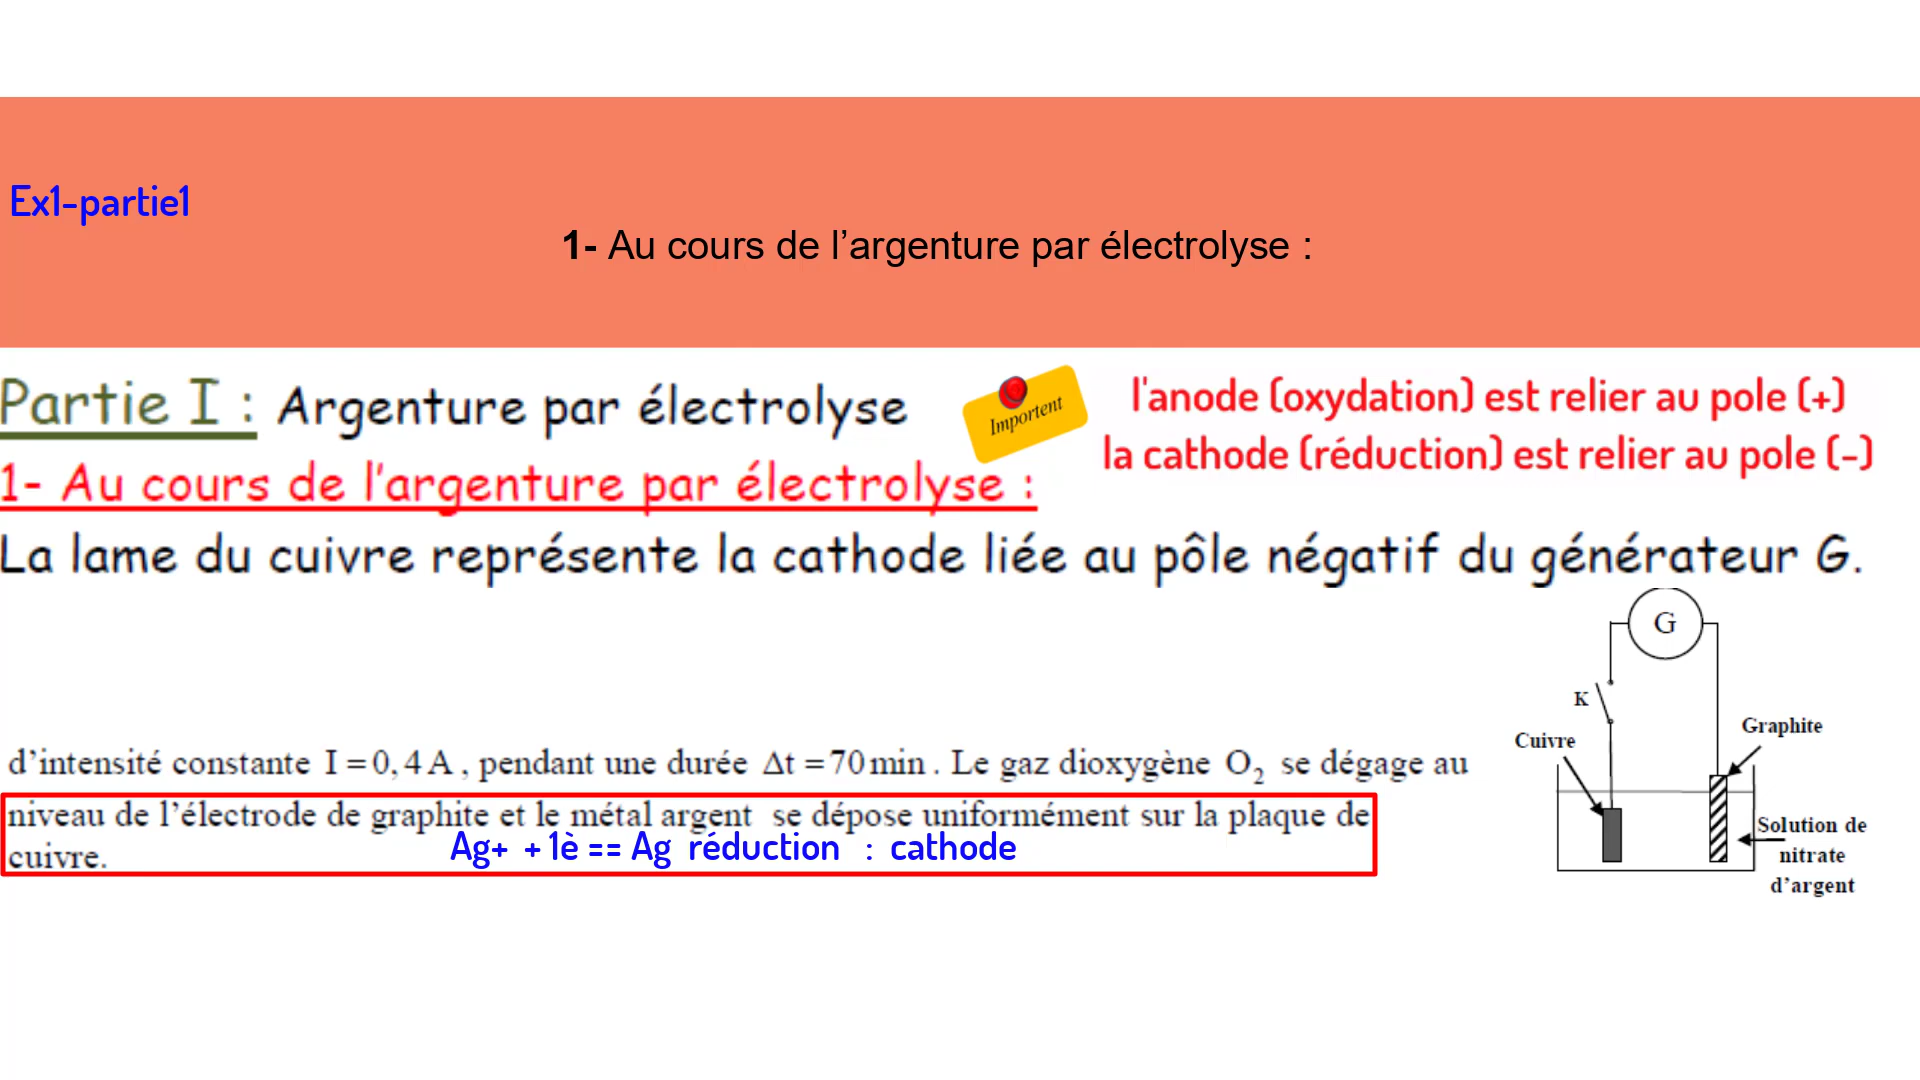 Ex1-partie1
1- Au cours de l’argenture par électrolyse :
Partie I : Argenture par électrolyse
Importent
l'anode (oxydation) est relier au pole (+)
la cathode (réduction) est relier au pole (-)
1- Au cours de l’argenture par électrolyse :
La lame du cuivre représente la cathode liée au pôle négatif du générateur G.
G
K
Cuivre
Graphite
Solution de
nitrate
d’argent
d’intensité constante I = 0,4 A , pendant une durée Δt = 70 min . Le gaz dioxygène O₂ se dégage au
niveau de l’électrode de graphite et le métal argent se dépose uniformément sur la plaque de
cuivre.
Ag+ + 1è == Ag réduction : cathode